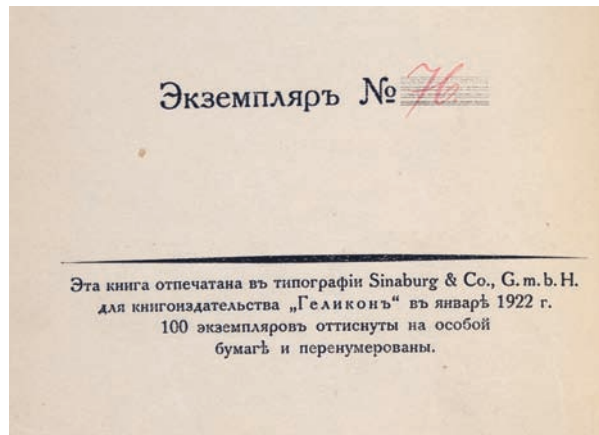 Экземпляръ № 76
Эта книга отпечатана въ типографіи Sinaburg & Co., G.m.b.H.
для книгоиздательства „Геликонъ“ въ январѣ 1922 г.
100 экземпляровъ оттиснуты на особой
бумагѣ и перенумерованы.